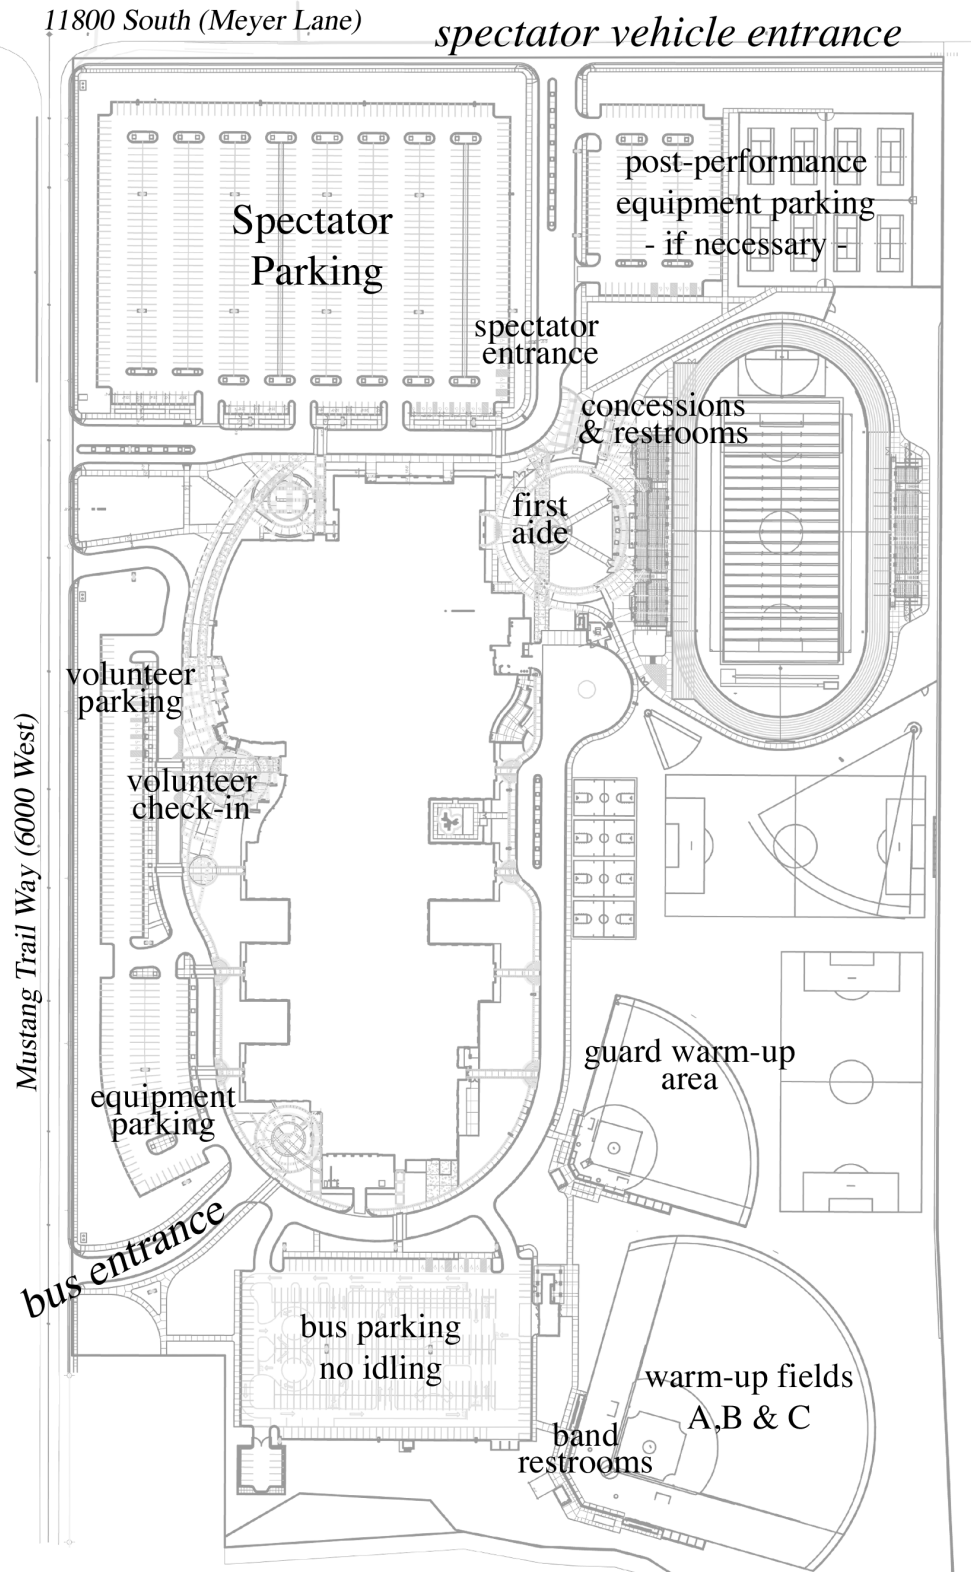 11800 South (Meyer Lane)
spectator vehicle entrance
post-performance
equipment parking
- if necessary -
Spectator
Parking
spectator
entrance
concessions
& restrooms
first
aide
volunteer
parking
volunteer
check-in
Mustang Trail Way (6000 West)
guard warm-up
area
equipment
parking
bus entrance
bus parking
no idling
warm-up fields
A,B & C
band
restrooms